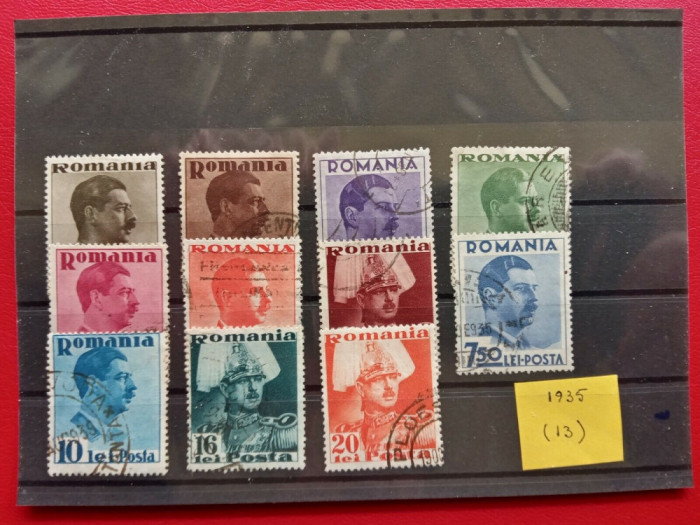 ROMANIA
Romania
ROMANIA
ROMANIA
Romania
ROMANIA
Romania
ROMANIA
7.50 LEI-POSTA
Romania
10 lei Posta
Romania
16 lei Posta
Romania
20 lei Posta
1935
(13)